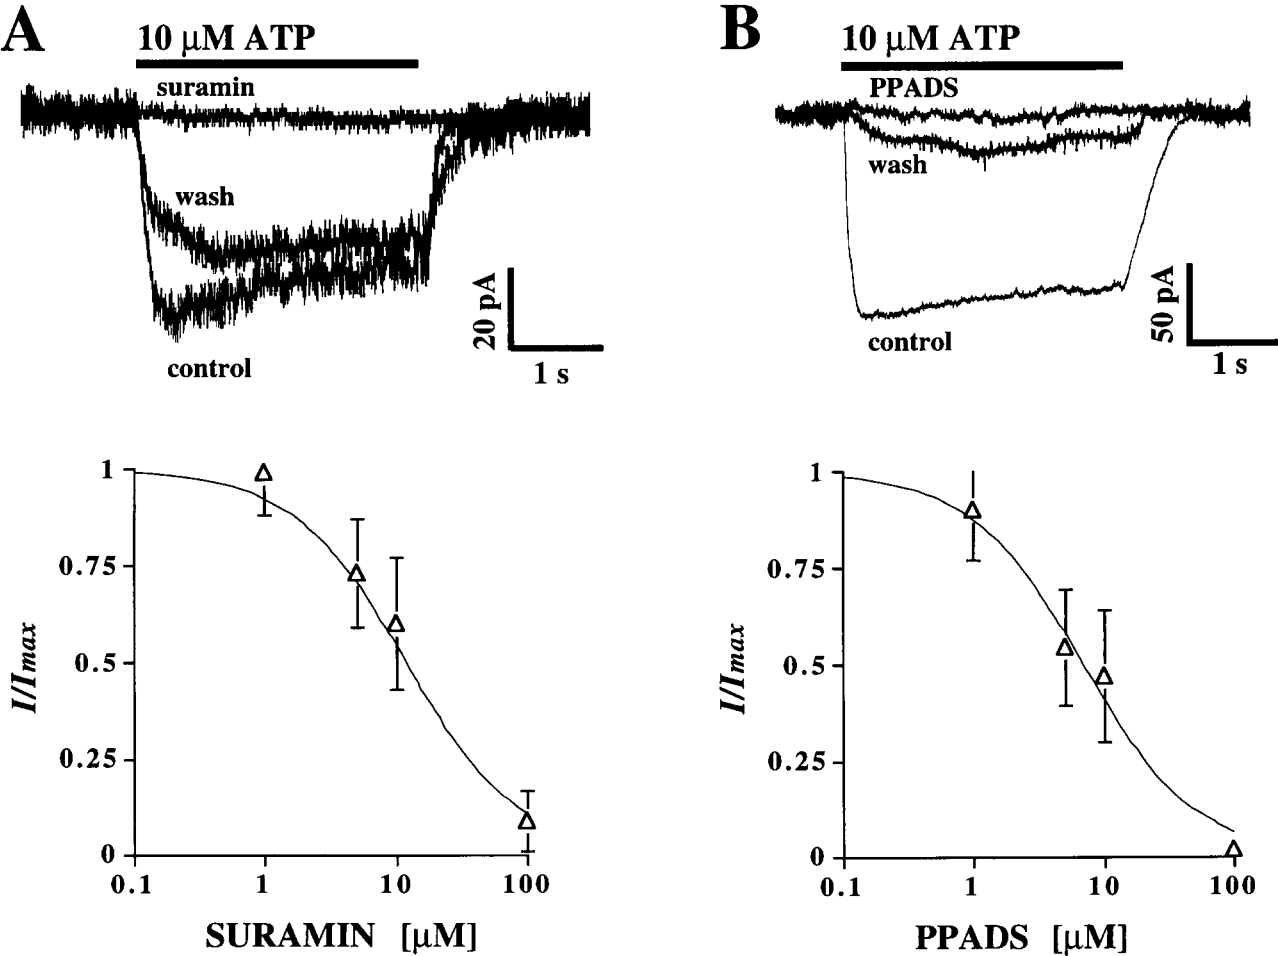 A
10 μM ATP
suramin
wash
control
20 pA
1 s
B
10 μM ATP
PPADS
wash
control
50 pA
1 s
1
0.75
0.5
0.25
0
I/Imax
0.1 1 10 100
SURAMIN [μM]
1
0.75
0.5
0.25
0
I/Imax
0.1 1 10 100
PPADS [μM]